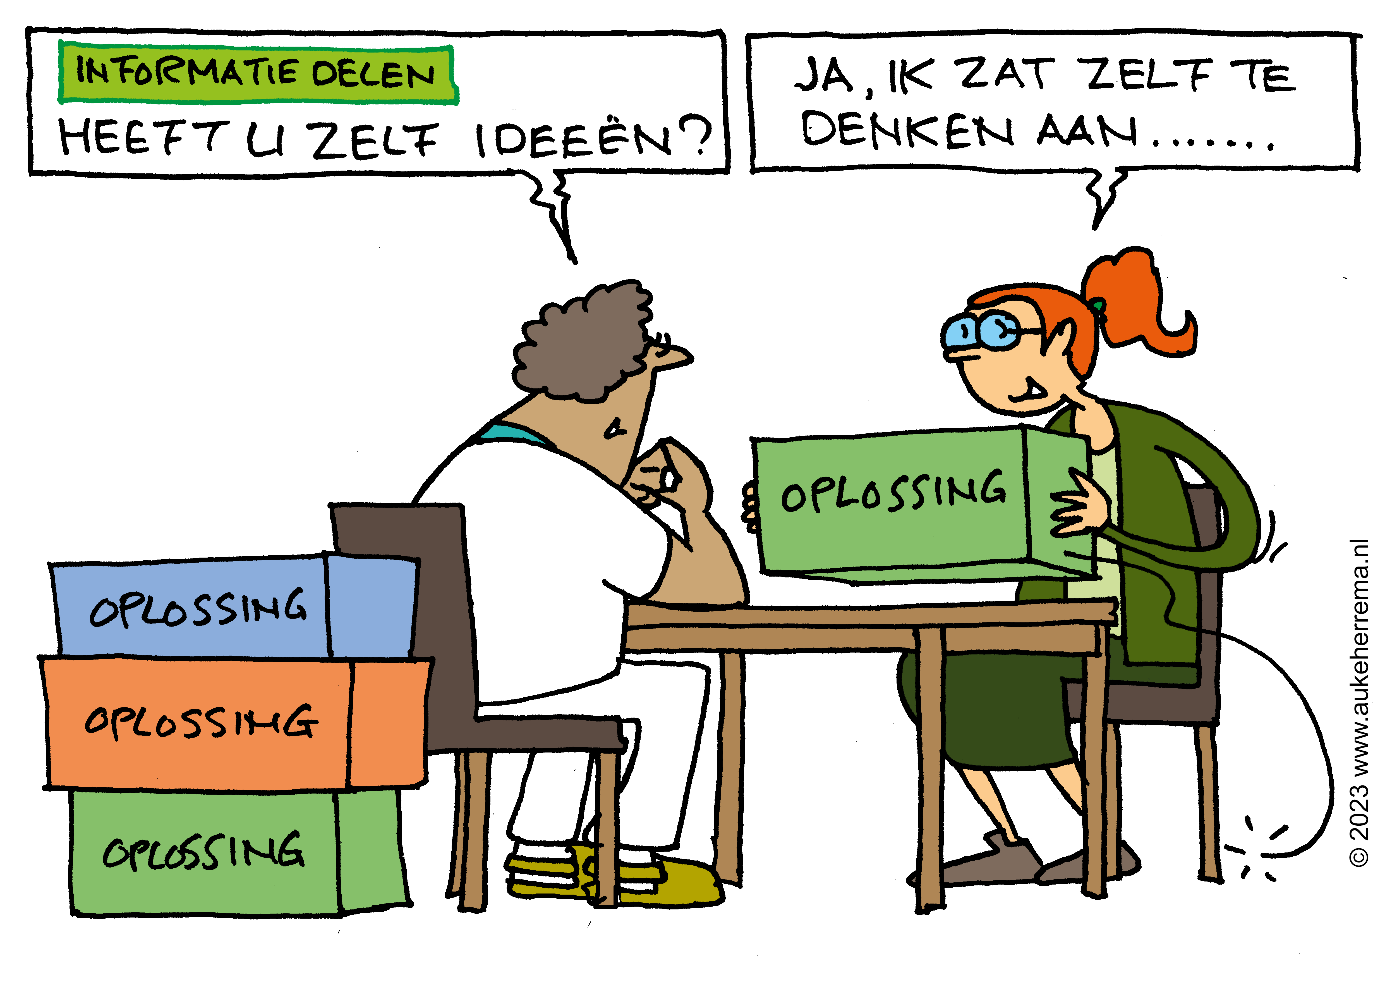 INFORMATIE DELEN
HEEFT U ZELF IDEEËN?
JA, IK ZAT ZELF TE
DENKEN AAN.......
OPLOSSING
OPLOSSING
OPLOSSING
OPLOSSING
© 2023 www.aukeherrema.nl